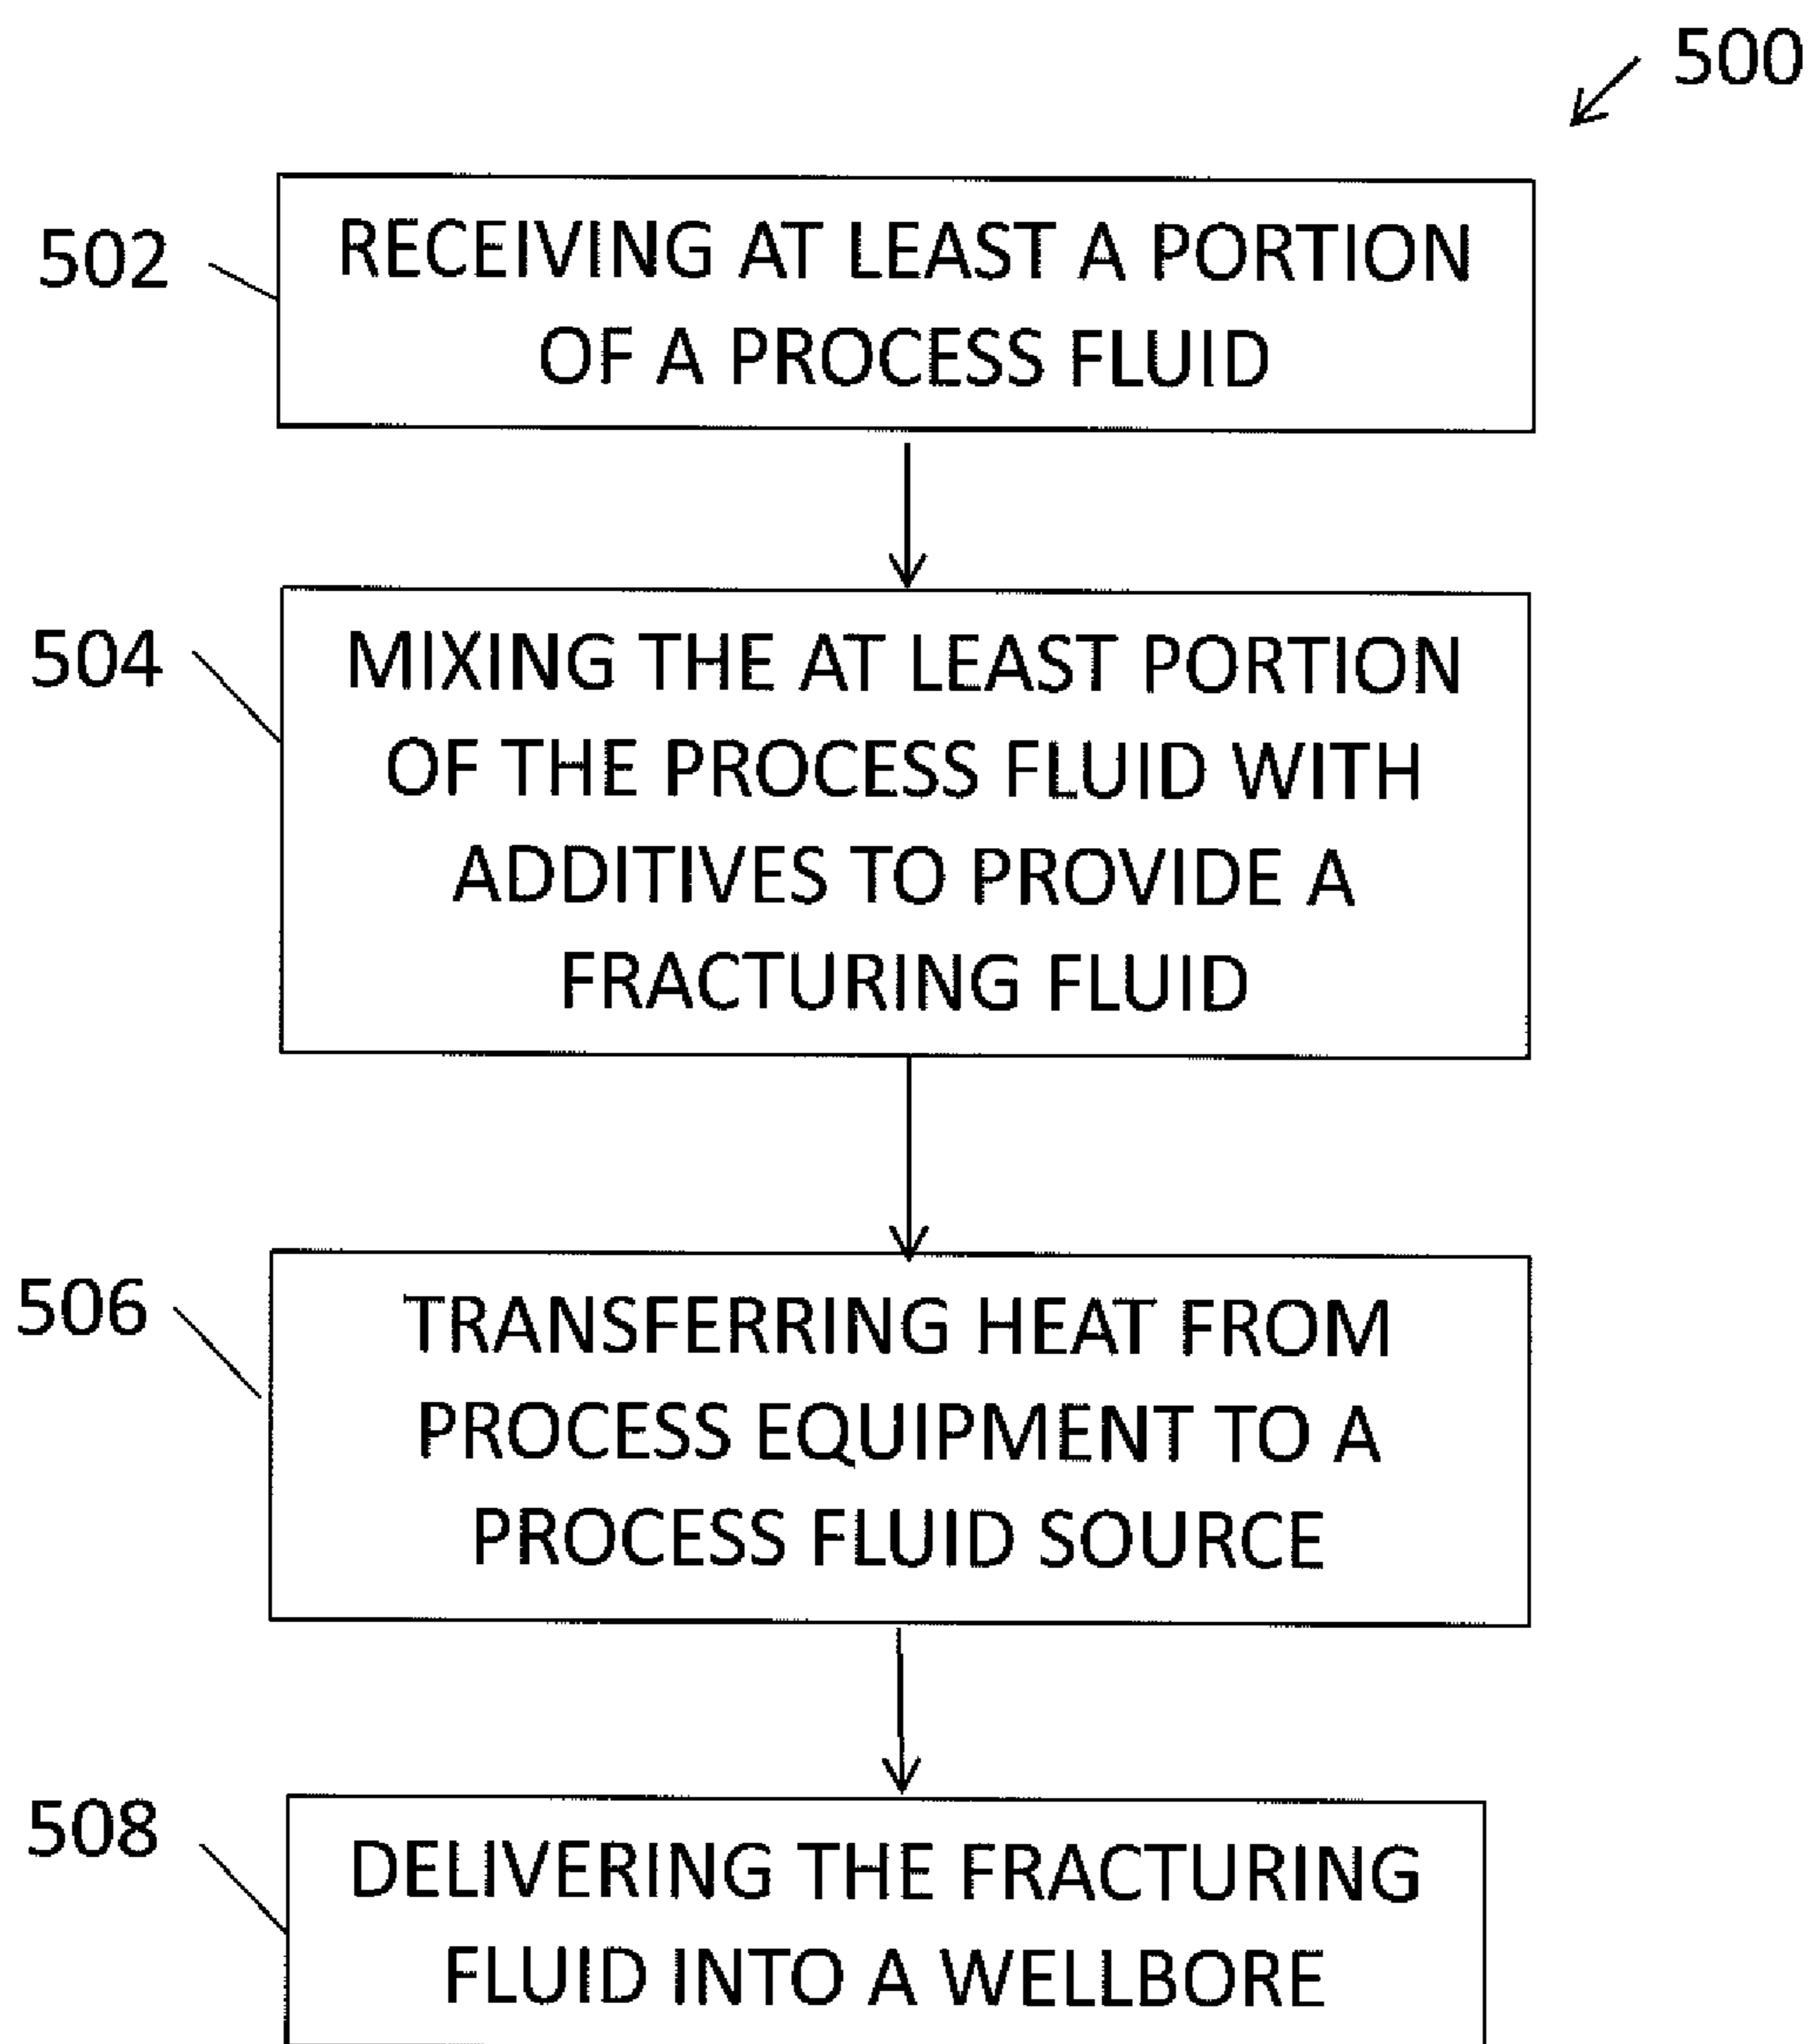 500
502
RECEIVING AT LEAST A PORTION
OF A PROCESS FLUID
504
MIXING THE AT LEAST PORTION
OF THE PROCESS FLUID WITH
ADDITIVES TO PROVIDE A
FRACTURING FLUID
506
TRANSFERRING HEAT FROM
PROCESS EQUIPMENT TO A
PROCESS FLUID SOURCE
508
DELIVERING THE FRACTURING
FLUID INTO A WELLBORE